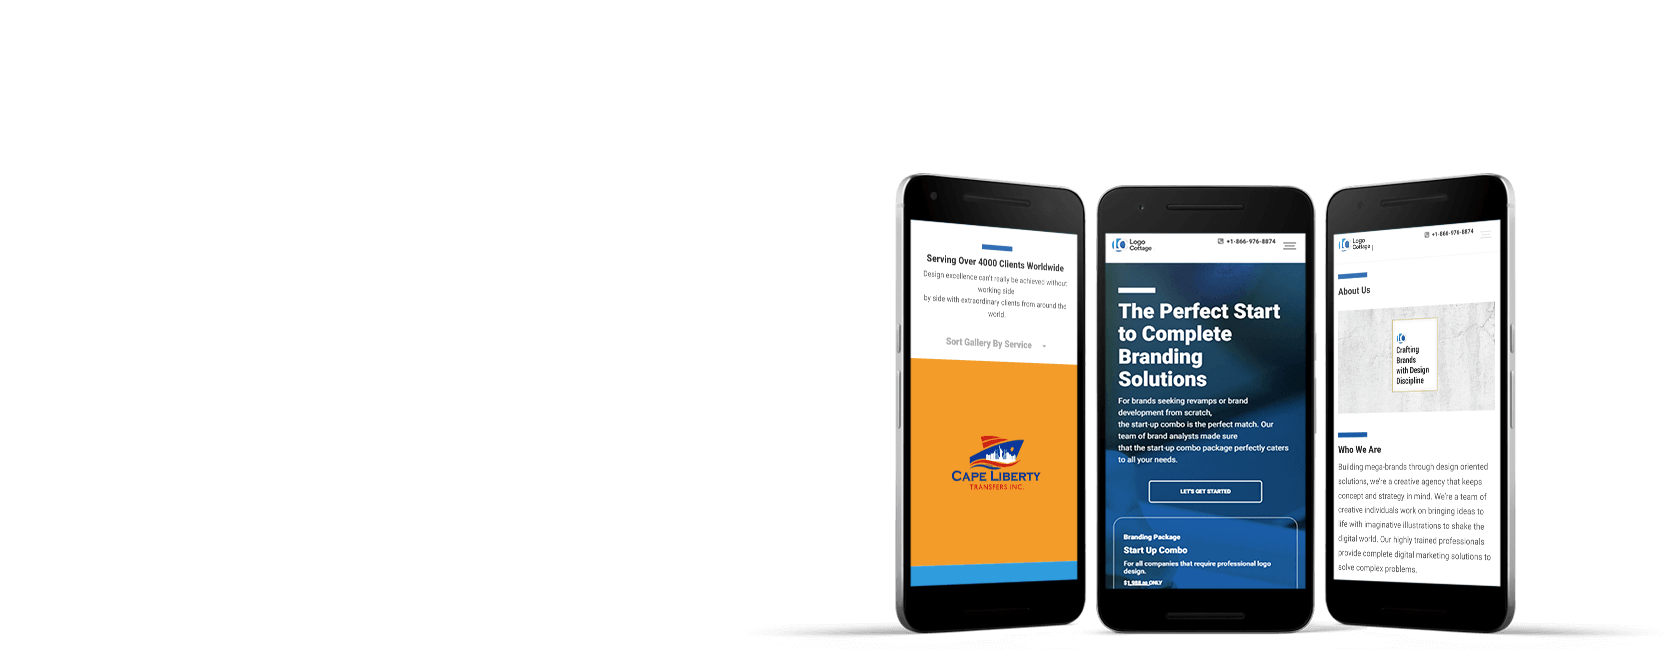 Serving Over 4000 Clients Worldwide
Design excellence can't really be achieved without
working side
by side with extraordinary clients from around the
world.
Sort Gallery By Service
CAPE LIBERTY
TRANSFERS INC.
Logo
Cottage
+1-866-976-8874
The Perfect Start
to Complete
Branding
Solutions
For brands seeking revamps or brand
development from scratch,
the start-up combo is the perfect match. Our
team of brand analysts made sure
that the start-up combo package perfectly caters
to all your needs.
LET'S GET STARTED
Branding Package
Start Up Combo
For all companies that require professional logo
design.
ONLY
Logo
Cottage
+1-866-976-8874
About Us
Crafting
Brands
with Design
Discipline
Who We Are
Building mega-brands through design oriented
solutions, we're a creative agency that keeps
concept and strategy in mind. We're a team of
creative individuals work on bringing ideas to
life with imaginative illustrations to shake the
digital world. Our highly trained professionals
provide complete digital marketing solutions to
solve complex problems.